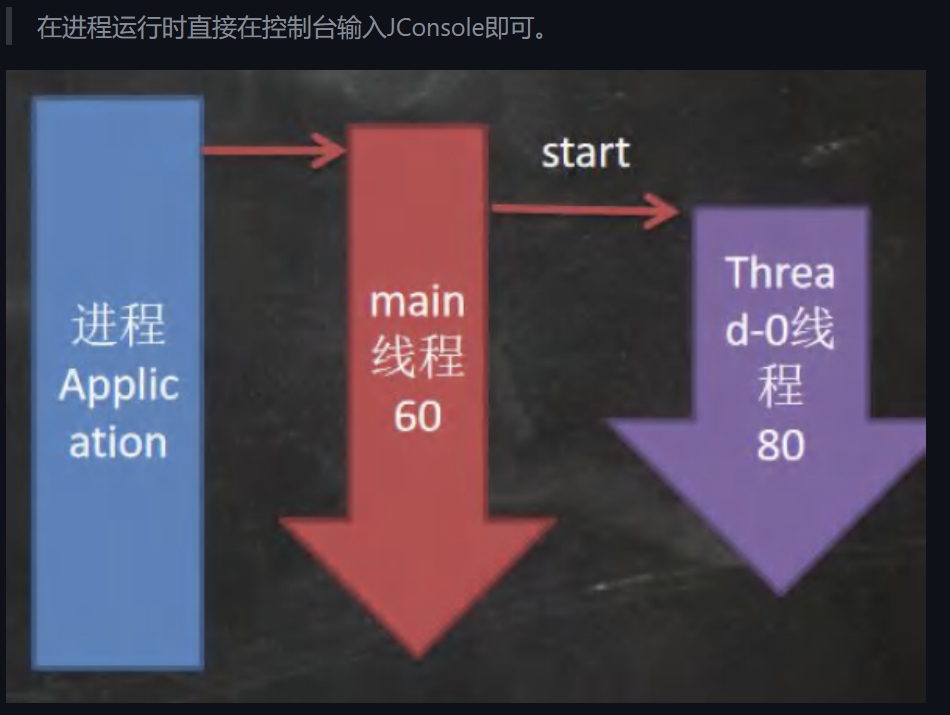 在进程运行时直接在控制台输入JConsole即可。
start
进程
Applic
ation
main
线程
60
Threa
d-0线
程
80